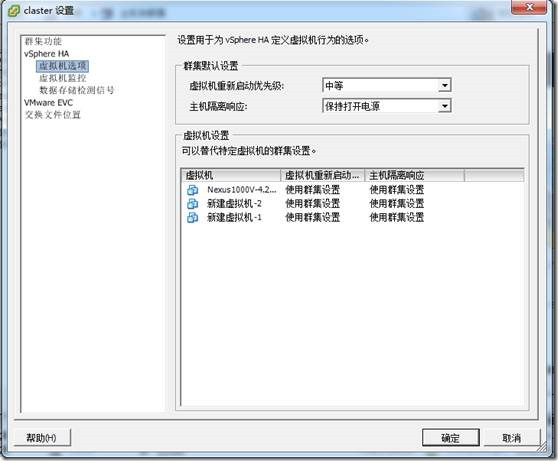 claster 设置
群集功能
vSphere HA
虚拟机选项
虚拟机监控
数据存储检测信号
VMware EVC
交换文件位置
设置用于为 vSphere HA 定义虚拟机行为的选项。
群集默认设置
虚拟机重新启动优先级: 中等
主机隔离响应: 保持打开电源
虚拟机设置
可以替代特定虚拟机的群集设置。
虚拟机 虚拟机重新启动... 主机隔离响应
Nexus1000V-4.2... 使用群集设置 使用群集设置
新建虚拟机-2 使用群集设置 使用群集设置
新建虚拟机-1 使用群集设置 使用群集设置
帮助(H) 确定 取消